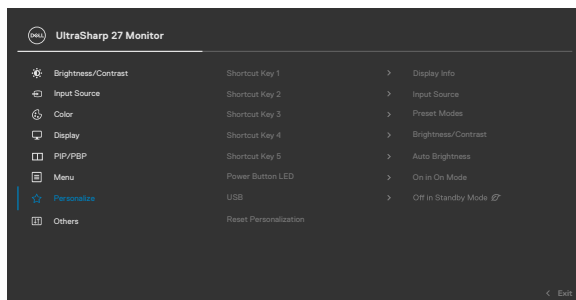 DELL UltraSharp 27 Monitor
Brightness/Contrast
Input Source
Color
Display
PIP/PBP
Menu
Personalize
Others
Shortcut Key 1 > Display Info
Shortcut Key 2 > Input Source
Shortcut Key 3 > Preset Modes
Shortcut Key 4 > Brightness/Contrast
Shortcut Key 5 > Auto Brightness
Power Button LED > On in On Mode
USB > Off in Standby Mode
Reset Personalization
< Exit